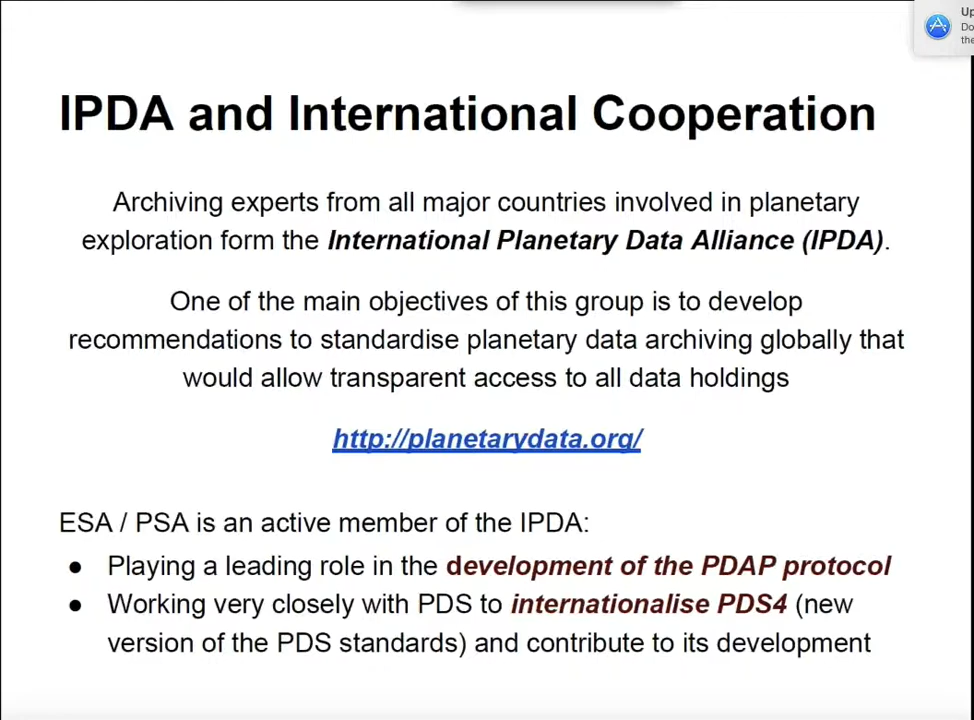 Up
Do
the
IPDA and International Cooperation
Archiving experts from all major countries involved in planetary
exploration form the International Planetary Data Alliance (IPDA).
One of the main objectives of this group is to develop
recommendations to standardise planetary data archiving globally that
would allow transparent access to all data holdings
http://planetarydata.org/
ESA / PSA is an active member of the IPDA:
● Playing a leading role in the development of the PDAP protocol
● Working very closely with PDS to internationalise PDS4 (new
version of the PDS standards) and contribute to its development